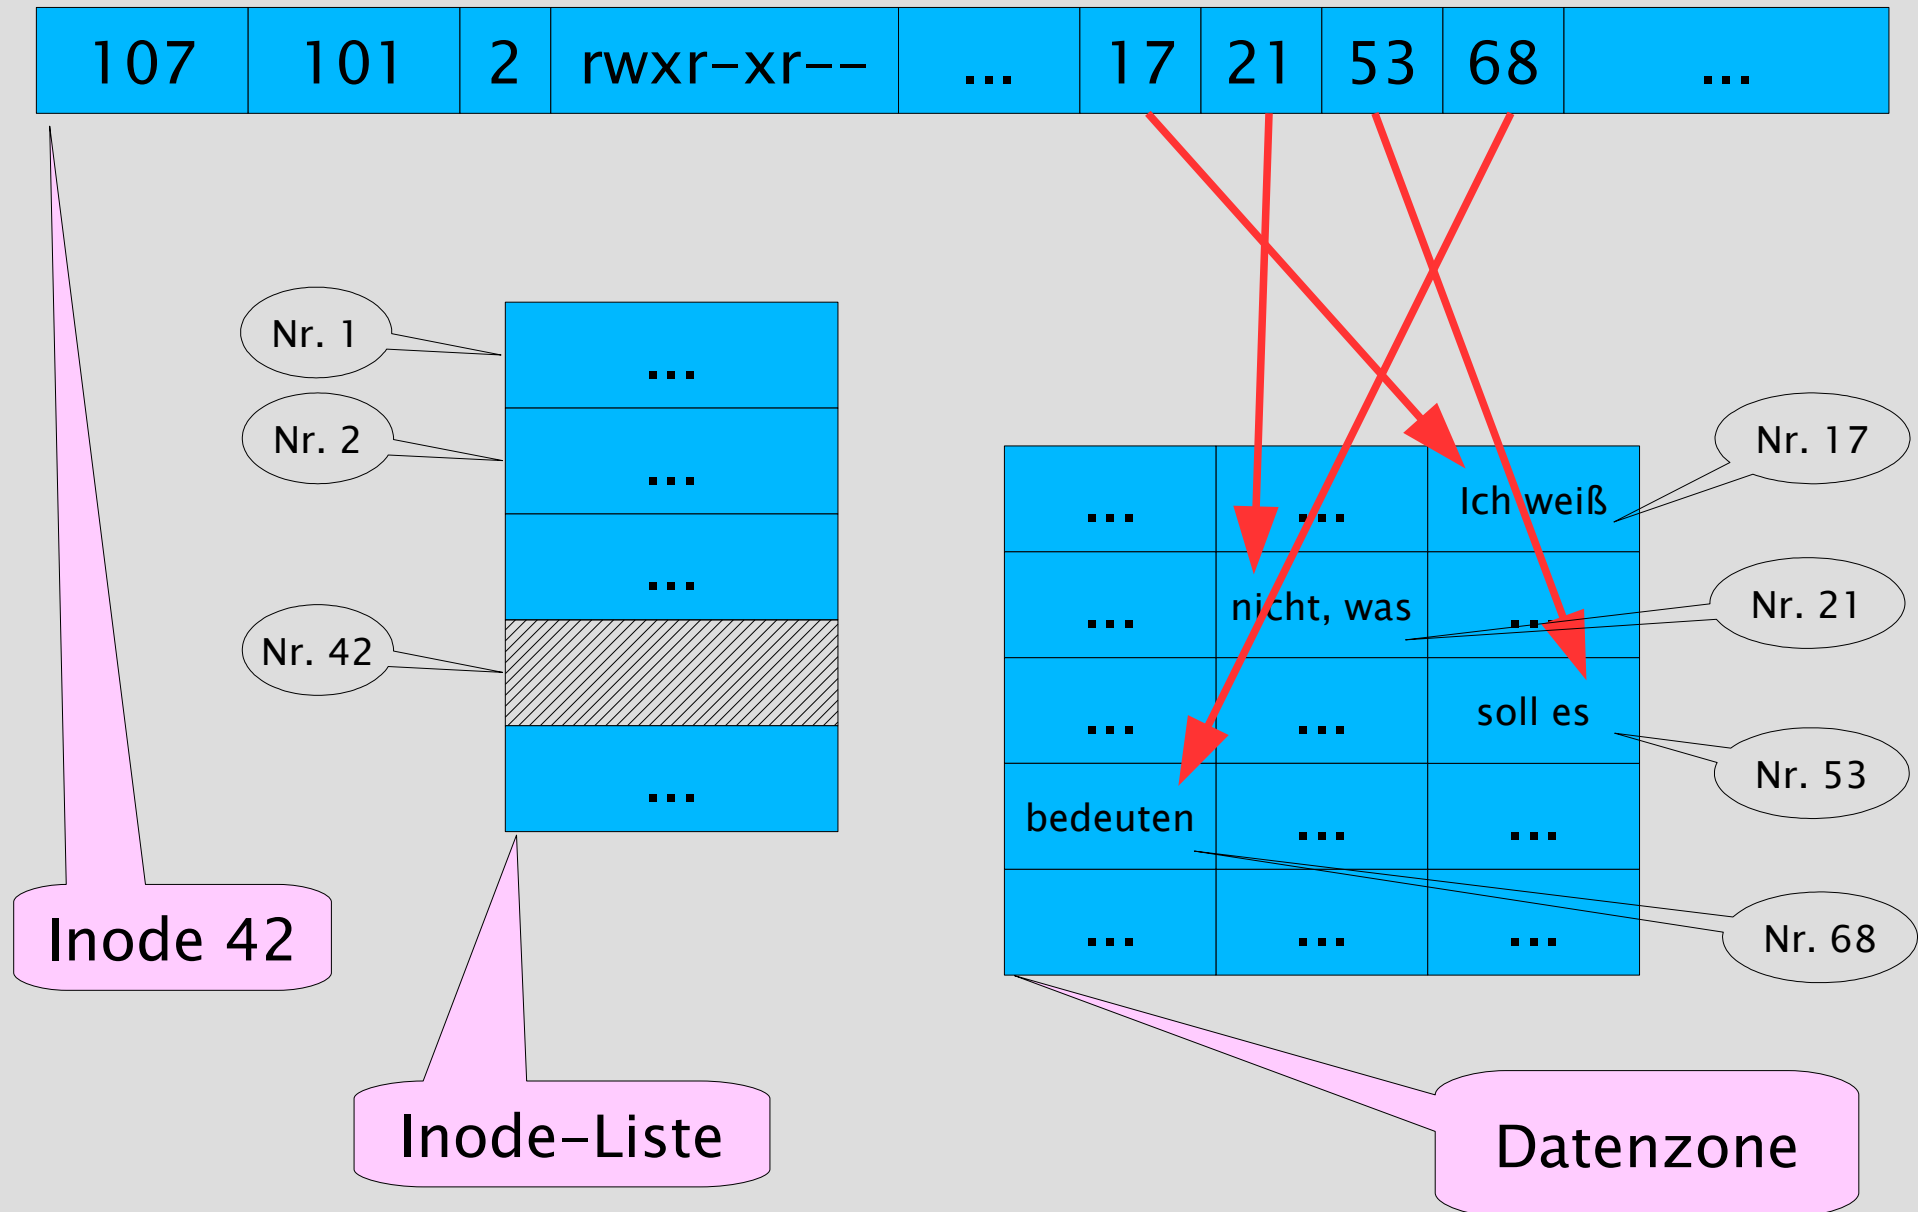 107 101 2 rwxr-xr-- ... 17 21 53 68 ...
Nr. 1
...
Nr. 2
...
...
Nr. 42
...
... ... Ich weiß
Nr. 17
... nicht, was ...
Nr. 21
... ... soll es
Nr. 53
bedeuten ... ...
... ... ...
Nr. 68
Inode 42
Inode-Liste
Datenzone